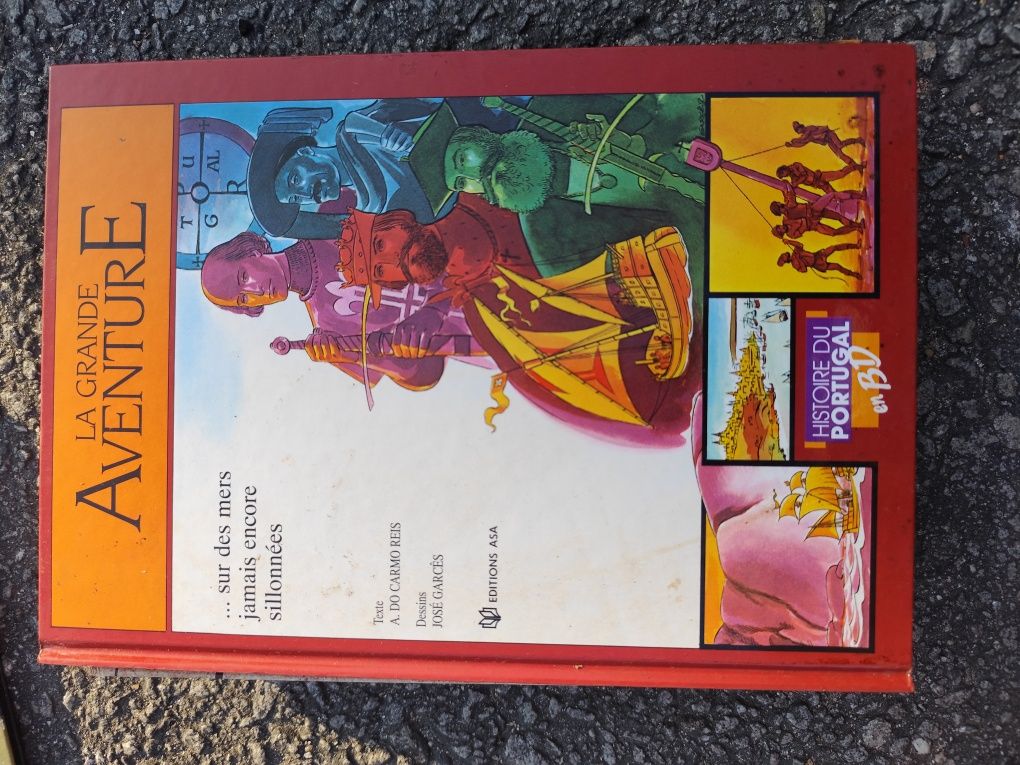 LA GRANDE
AVENTURE
... sur des mers
jamais encore
sillonnées
Texte
A. DO CARMO REIS
Dessins
JOSÉ GARCÊS
EDITIONS ASA
P U
T O AL
G R
HISTOIRE DU
PORTUGAL
en BD